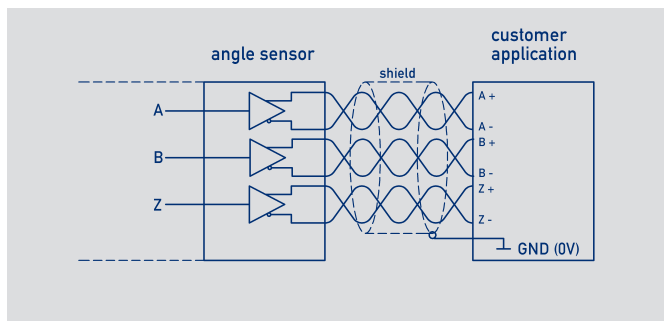 customer
application
angle sensor
shield
A
B
Z
A +
A -
B +
B -
Z +
Z -
GND (0V)